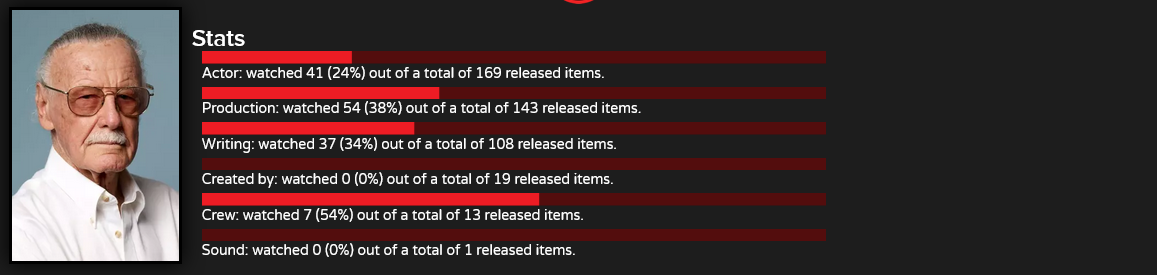 Stats
Actor: watched 41 (24%) out of a total of 169 released items.
Production: watched 54 (38%) out of a total of 143 released items.
Writing: watched 37 (34%) out of a total of 108 released items.
Created by: watched 0 (0%) out of a total of 19 released items.
Crew: watched 7 (54%) out of a total of 13 released items.
Sound: watched 0 (0%) out of a total of 1 released items.